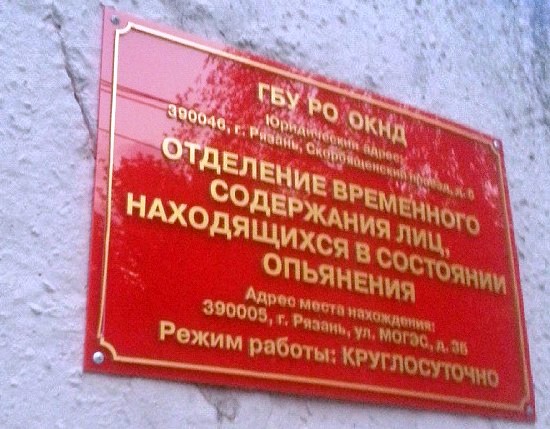 ГБУ РО ОКНД
Юридический адрес:
390046, г. Рязань, Скорбященский проезд, д. 8
ОТДЕЛЕНИЕ ВРЕМЕННОГО
СОДЕРЖАНИЯ ЛИЦ,
НАХОДЯЩИХСЯ В СОСТОЯНИИ
ОПЬЯНЕНИЯ
Адрес места нахождения:
390005, г. Рязань, ул. МОГЭС, д. 3Б
Режим работы: КРУГЛОСУТОЧНО